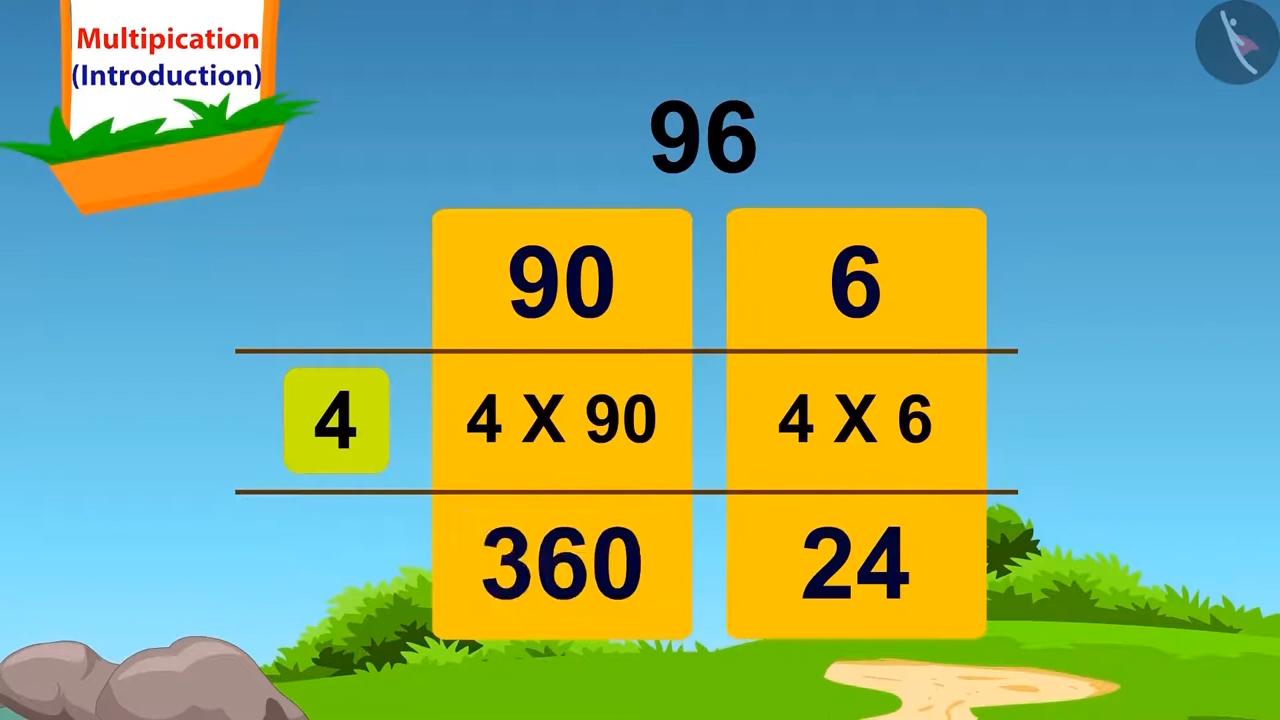 Multipication
(Introduction)
96
90 6
4 4 X 90 4 X 6
360 24